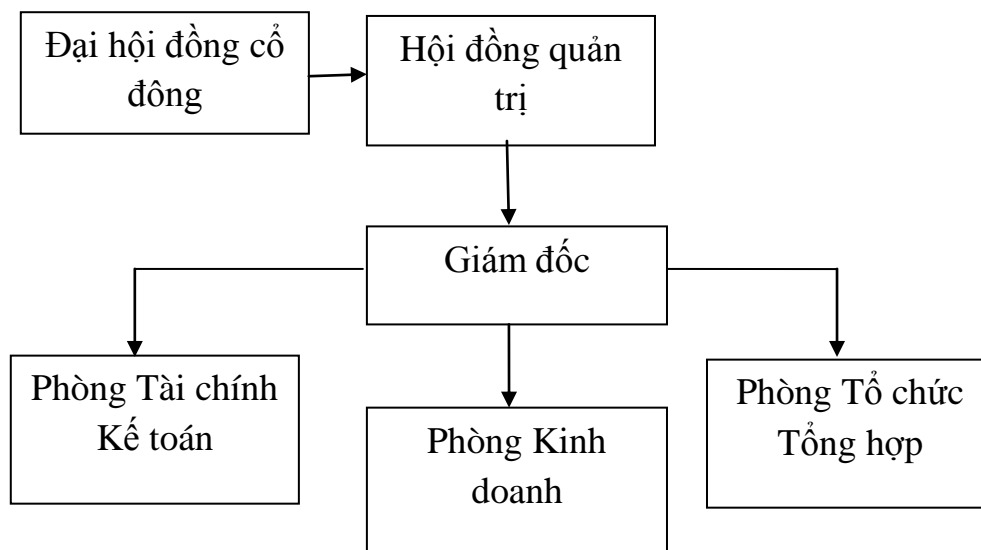 Đại hội đồng cổ
đông
Hội đồng quản
trị
Giám đốc
Phòng Tài chính
Kế toán
Phòng Kinh
doanh
Phòng Tổ chức
Tổng hợp